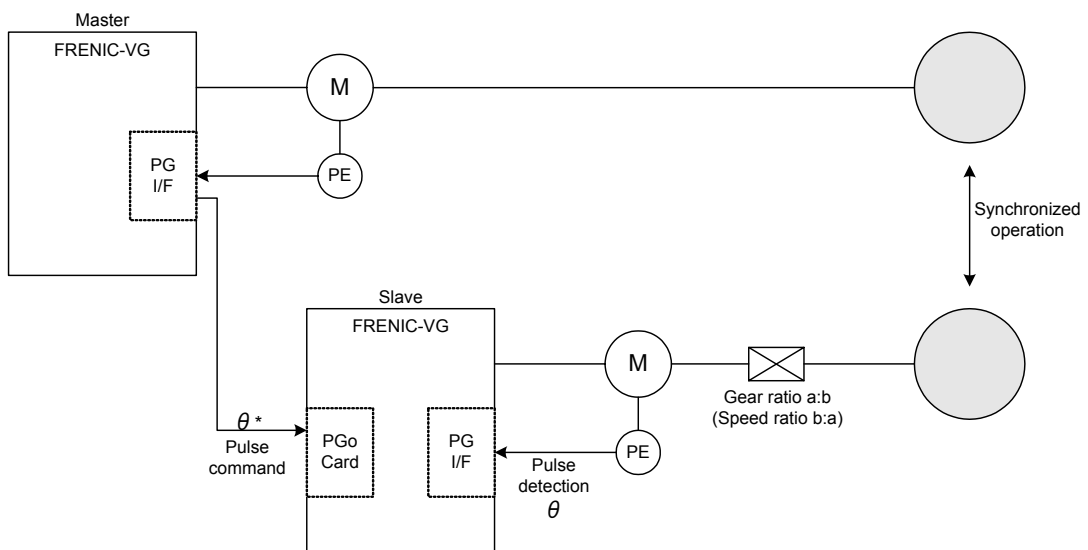 Master
FRENIC-VG
M
PG
I/F
PE
Synchronized
operation
Slave
FRENIC-VG
M
Gear ratio a:b
(Speed ratio b:a)
θ *
Pulse
command
PGo
Card
PG
I/F
PE
Pulse
detection
θ